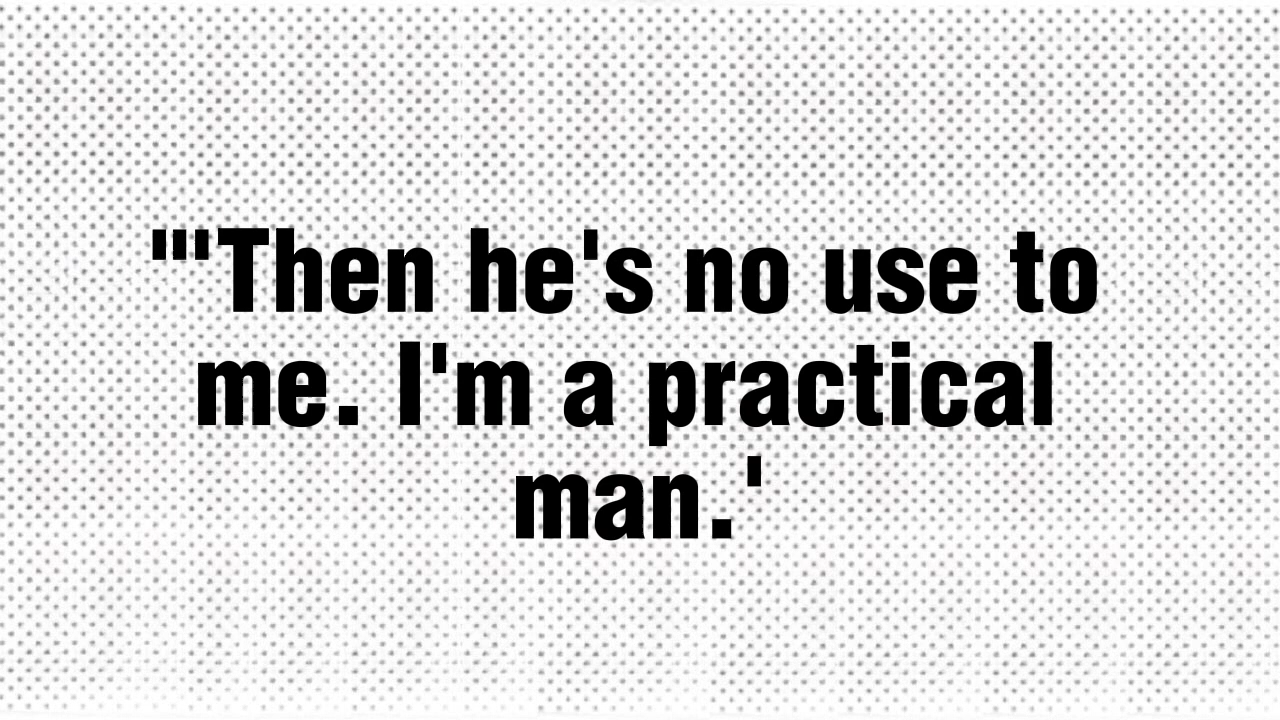 "'Then he's no use to
me. I'm a practical
man.'